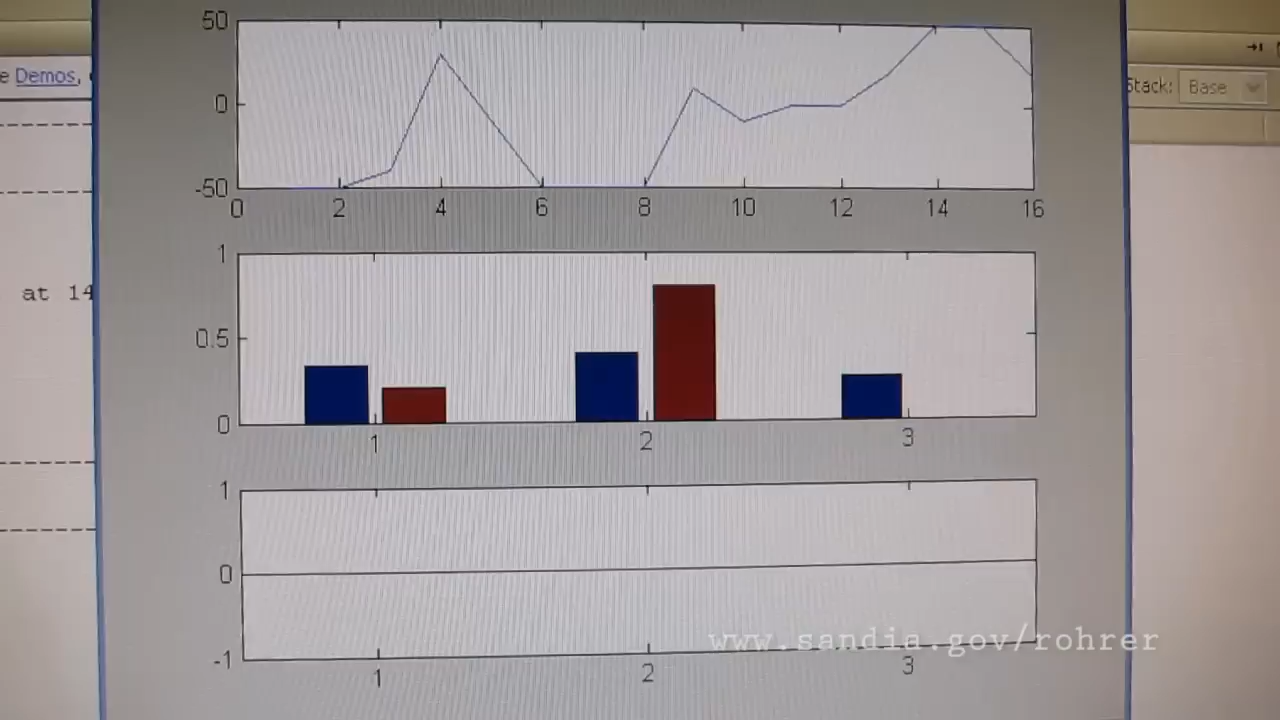 e Demos,
Stack: Base
at 14
50
0
-50
0 2 4 6 8 10 12 14 16
1
0.5
0
1 2 3
1
0
-1
1 2 3
www.sandia.gov/rohrer